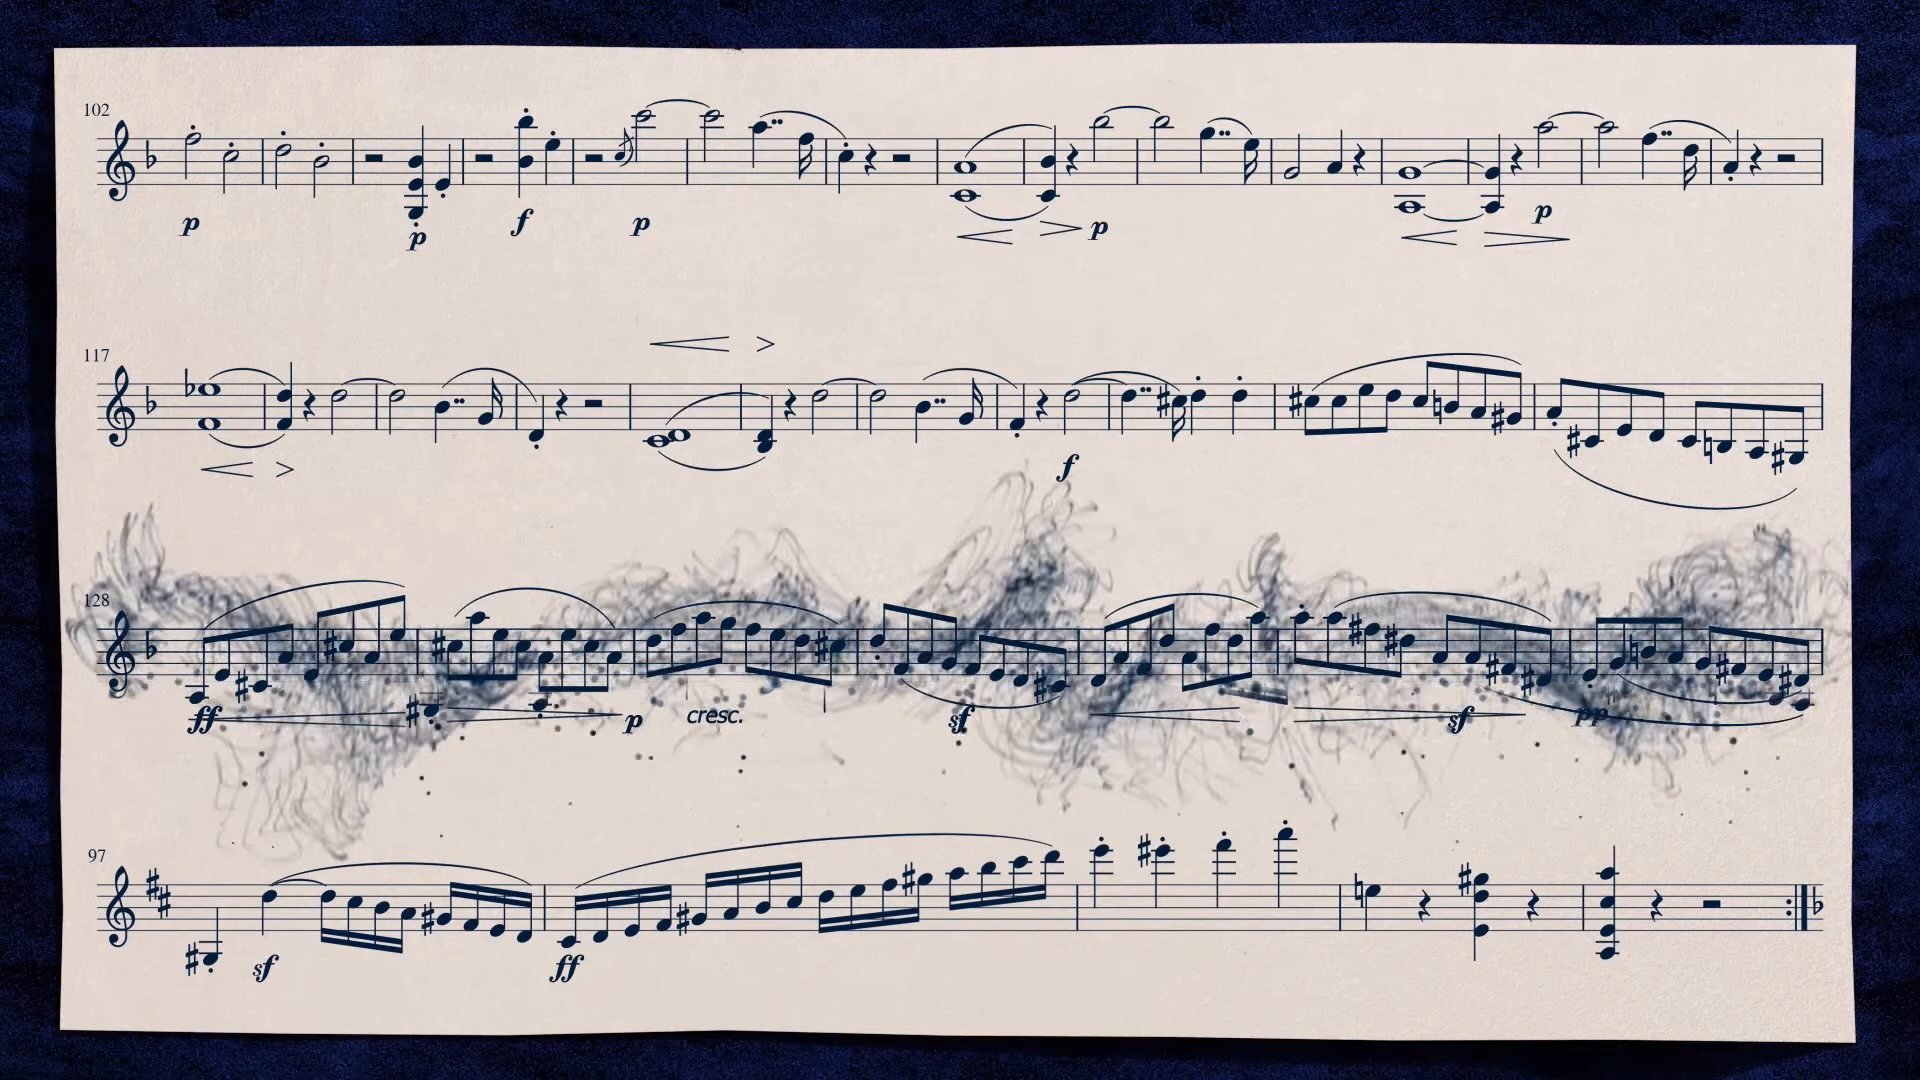 102
p p f p p p
117
f
128
ff p cresc. sf sf pp
97
sf ff